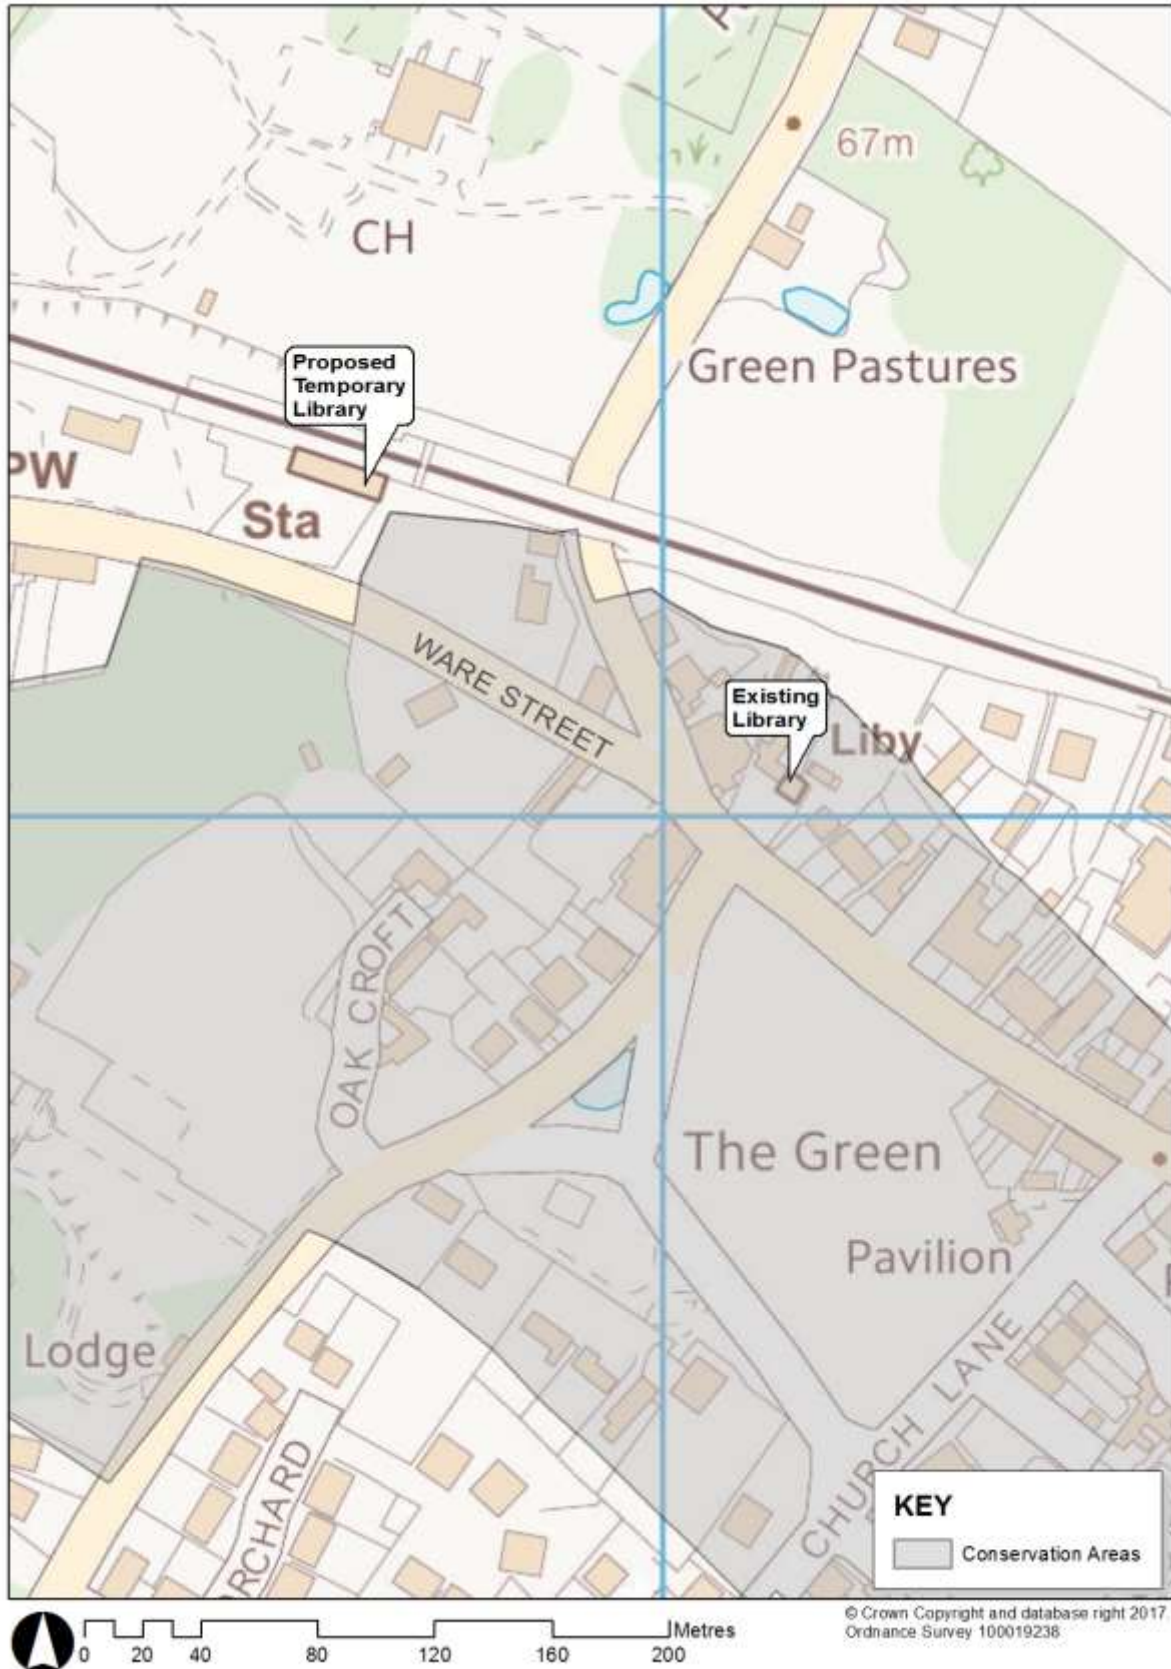 67m
CH
Green Pastures
Proposed
Temporary
Library
PW
Sta
WARE STREET
Existing
Library
Liby
OAK CROFT
The Green
Pavilion
Lodge
CHURCH LANE
ORCHARD
KEY
Conservation Areas
0 20 40 80 120 160 200 Metres
© Crown Copyright and database right 2017.
Ordnance Survey 100019238